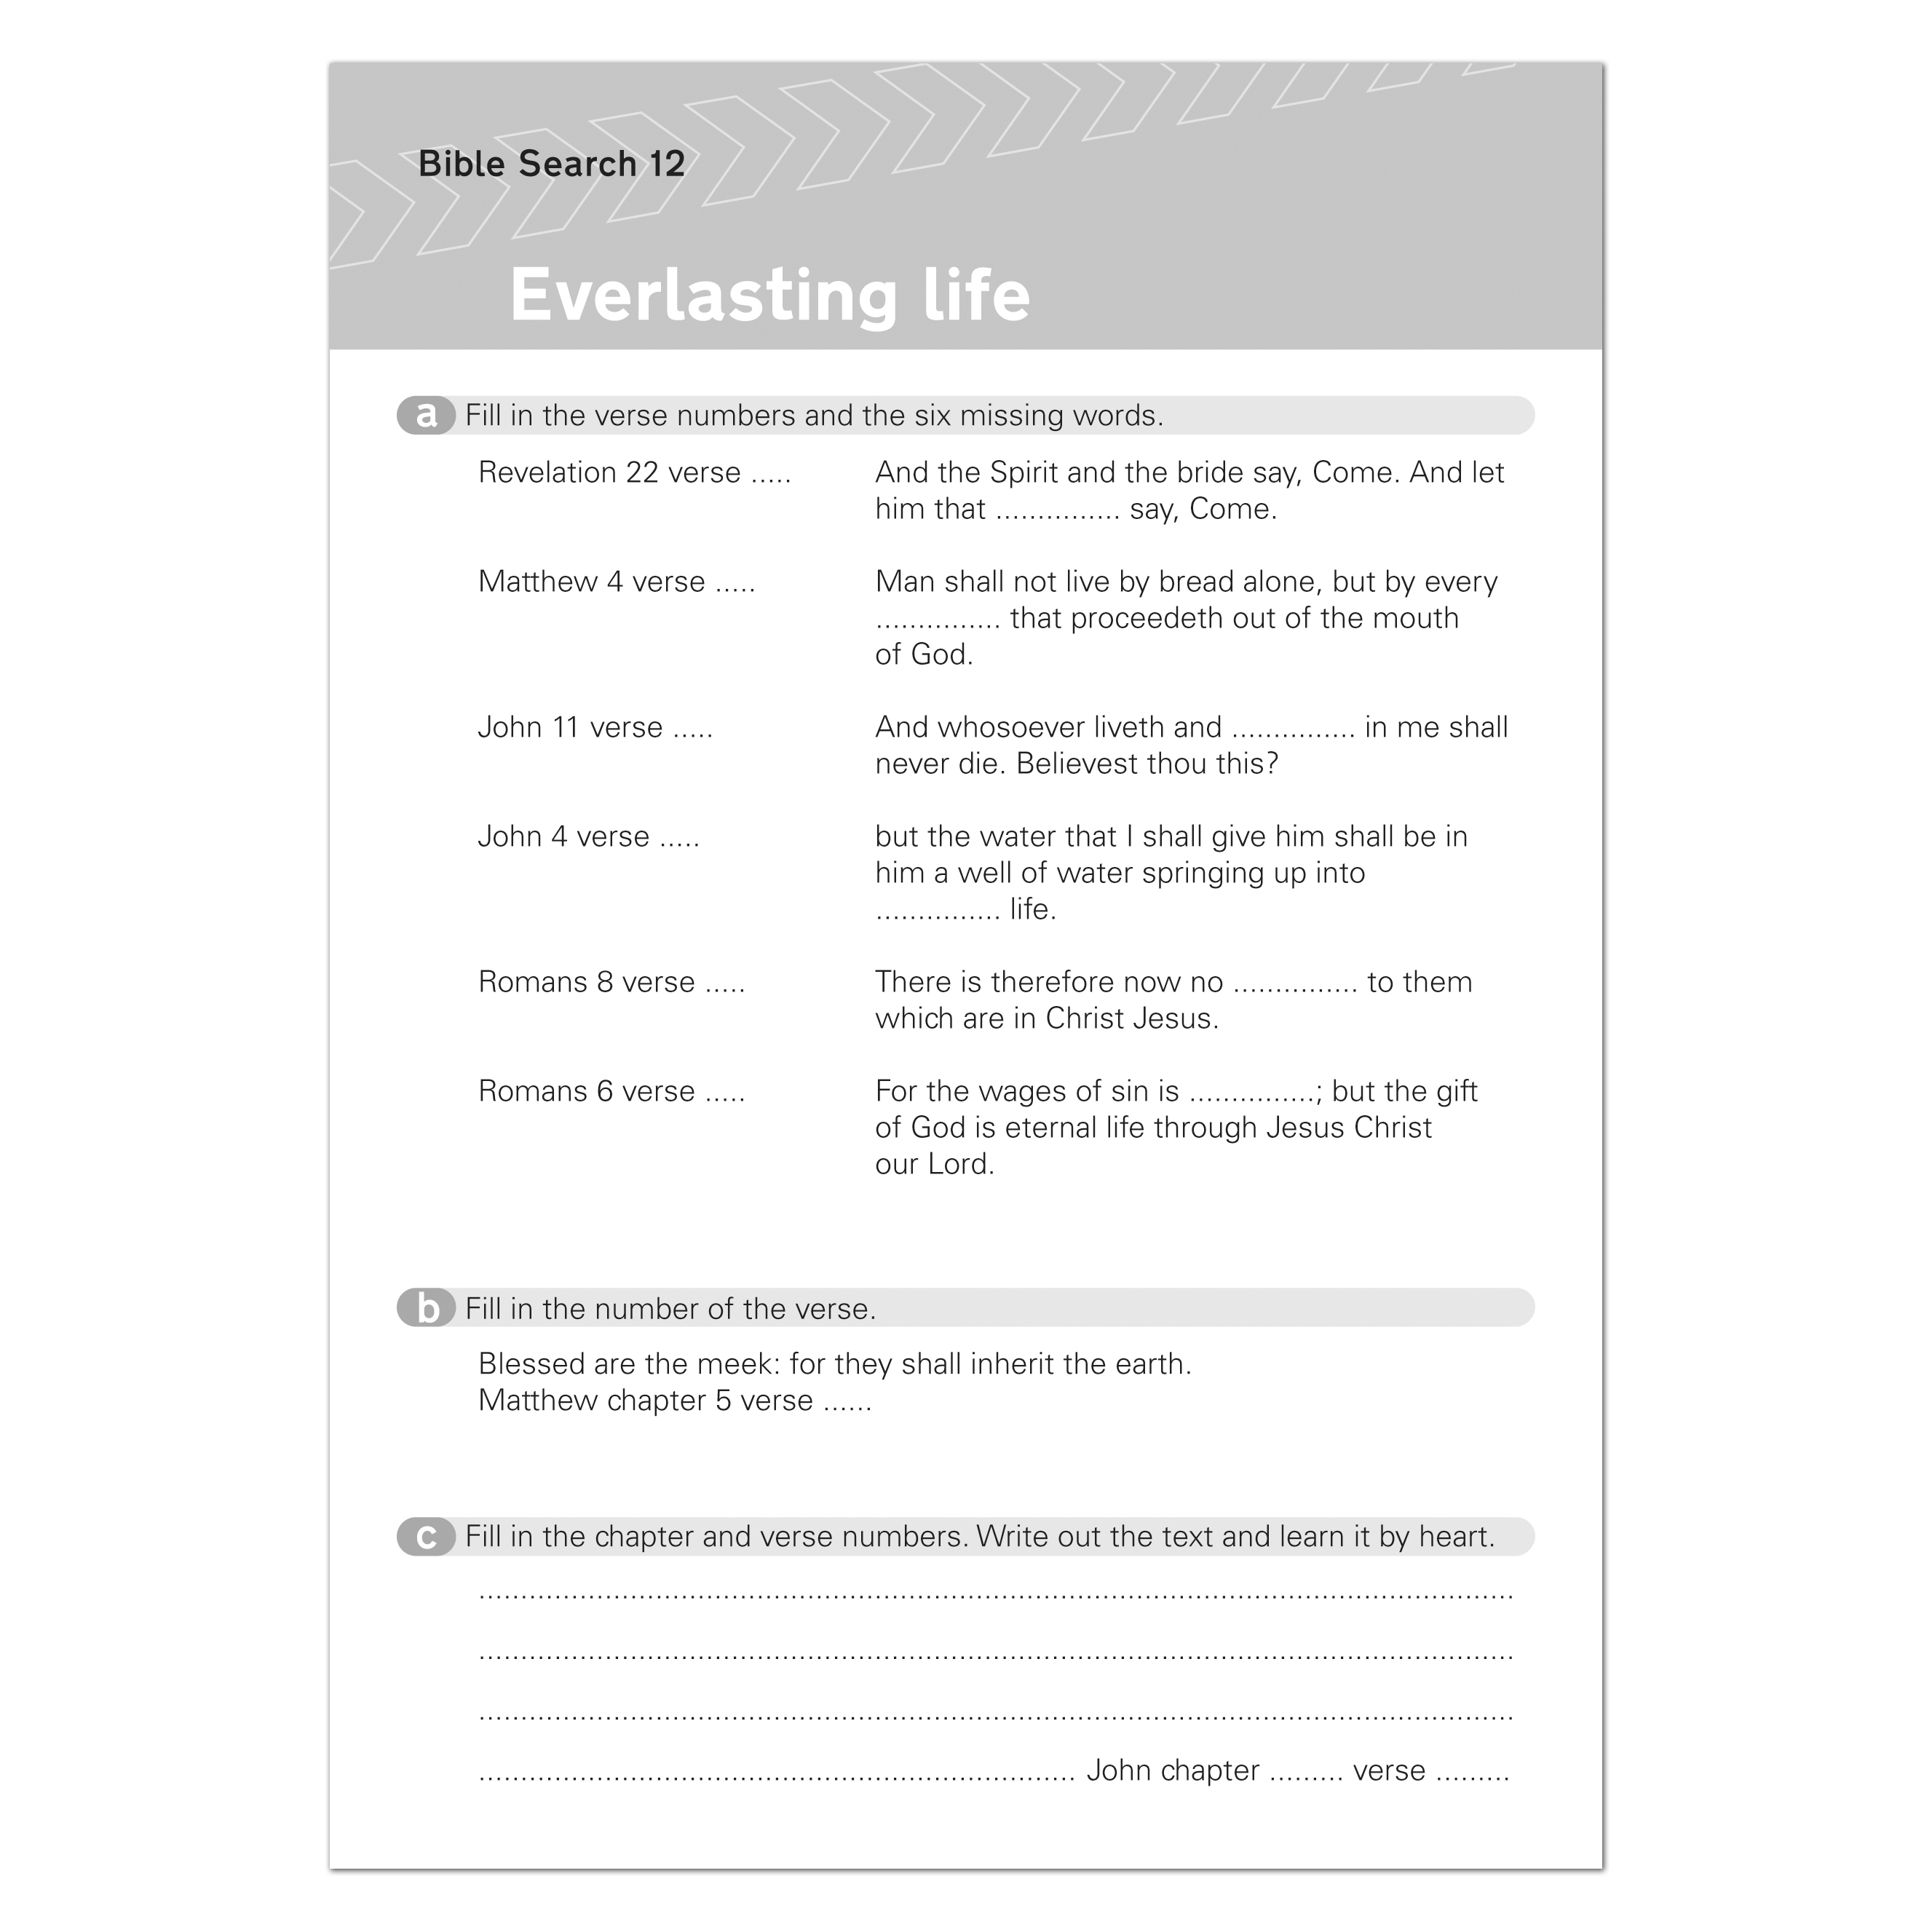 Bible Search 12
Everlasting life
a Fill in the verse numbers and the six missing words.
Revelation 22 verse .....
And the Spirit and the bride say, Come. And let
him that ............... say, Come.
Matthew 4 verse .....
Man shall not live by bread alone, but by every
............... that proceedeth out of the mouth
of God.
John 11 verse .....
And whosoever liveth and ............... in me shall
never die. Believest thou this?
John 4 verse .....
but the water that I shall give him shall be in
him a well of water springing up into
............... life.
Romans 8 verse .....
There is therefore now no ............... to them
which are in Christ Jesus.
Romans 6 verse .....
For the wages of sin is ...............; but the gift
of God is eternal life through Jesus Christ
our Lord.
b Fill in the number of the verse.
Blessed are the meek: for they shall inherit the earth.
Matthew chapter 5 verse ......
c Fill in the chapter and verse numbers. Write out the text and learn it by heart.
.............................................................................................................................
.............................................................................................................................
.............................................................................................................................
........................................................................ John chapter ......... verse .........